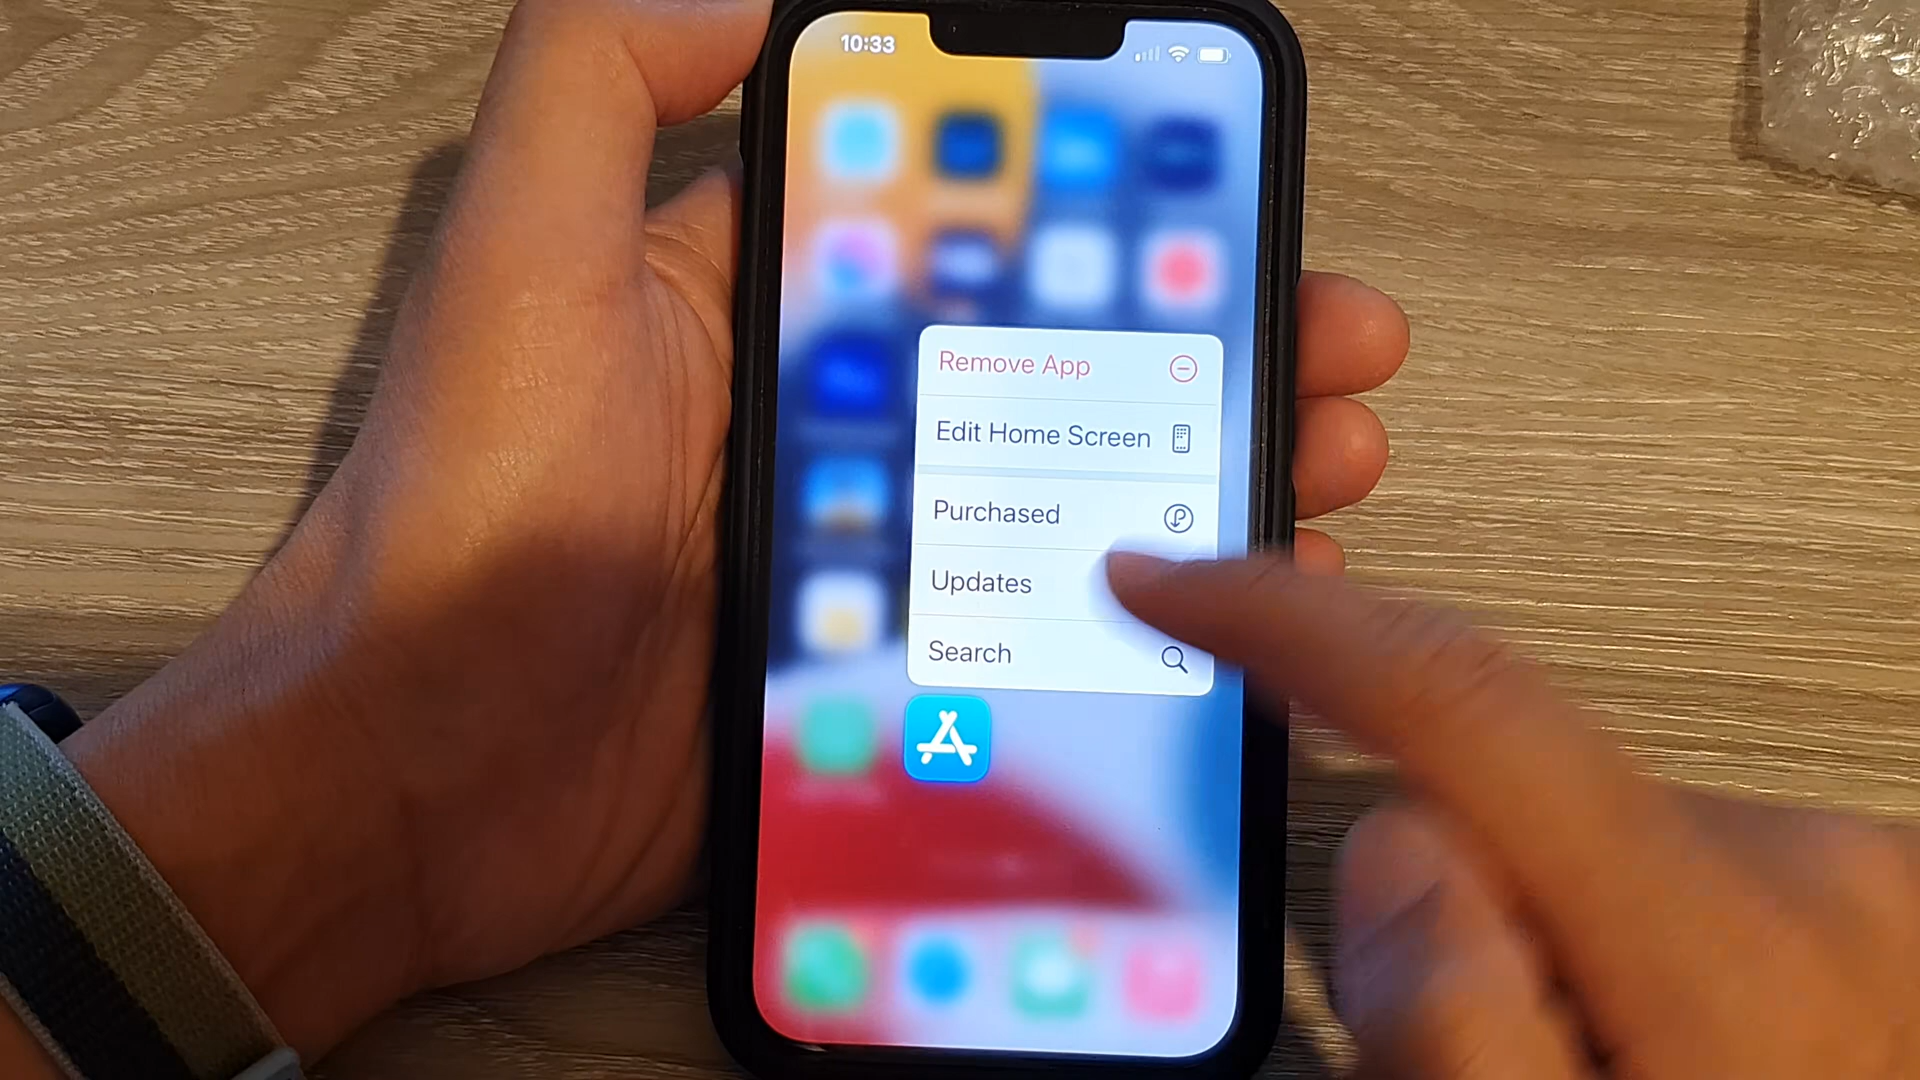 10:33
Remove App
Edit Home Screen
Purchased
Updates
Search